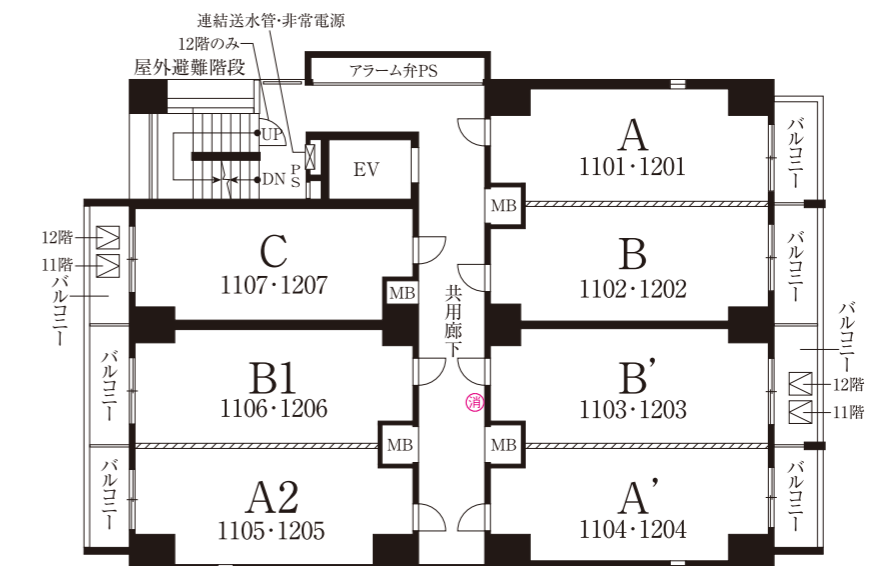 連結送水管・非常電源
12階のみ
屋外避難階段
アラーム弁PS
UP
DN
PS
EV
A
1101・1201
バルコニー
MB
C
1107・1207
12階
11階
バルコニー
MB
共用廊下
B
1102・1202
バルコニー
B1
1106・1206
バルコニー
消
B’
1103・1203
バルコニー
12階
11階
MB
MB
A2
1105・1205
バルコニー
A’
1104・1204
バルコニー